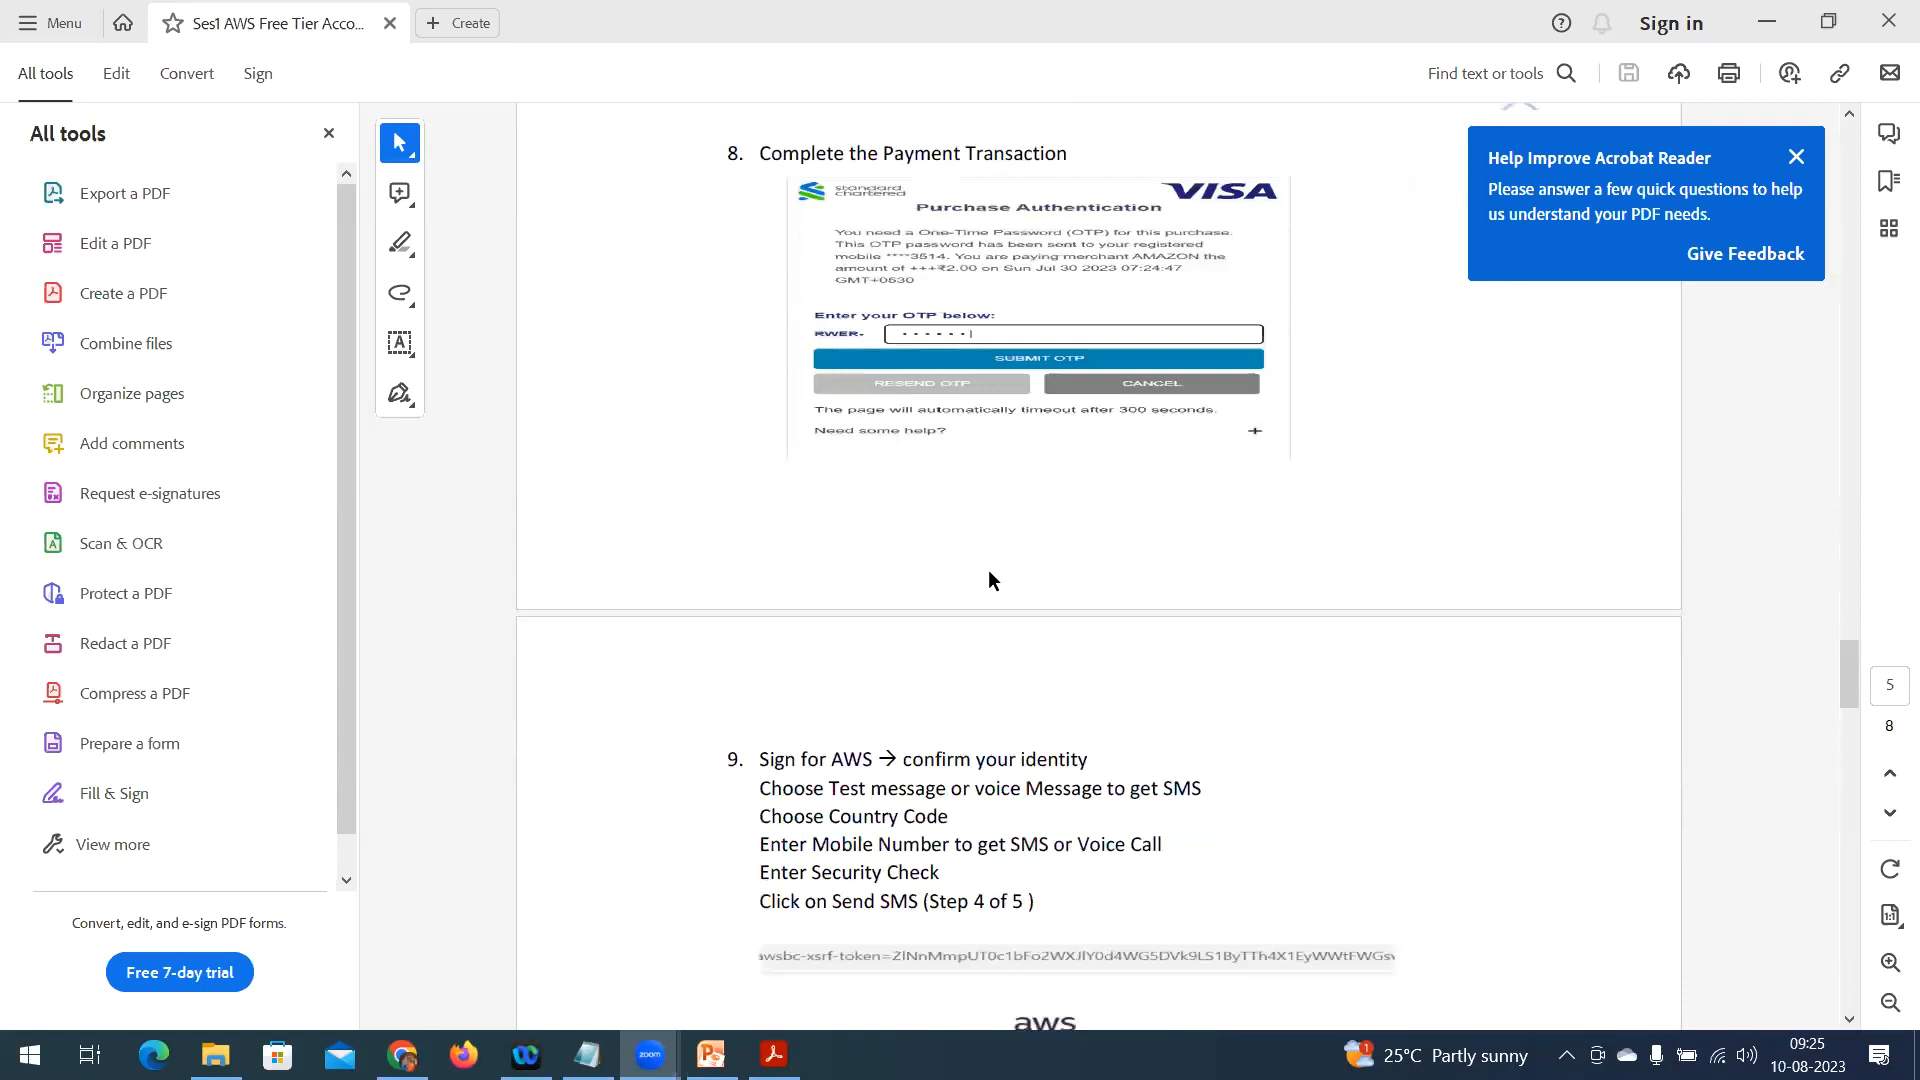 Menu
Ses1 AWS Free Tier Acco...
Create
Sign in
All tools
Edit
Convert
Sign
Find text or tools
All tools
Export a PDF
Edit a PDF
Create a PDF
Combine files
Organize pages
Add comments
Request e-signatures
Scan & OCR
Protect a PDF
Redact a PDF
Compress a PDF
Prepare a form
Fill & Sign
View more
Convert, edit, and e-sign PDF forms.
Free 7-day trial
8. Complete the Payment Transaction
standard chartered
VISA
Purchase Authentication
You need a One-Time Password (OTP) for this purchase.
This OTP password has been sent to your registered
mobile ****3514. You are paying merchant AMAZON the
amount of +++₹2.00 on Sun Jul 30 2023 07:24:47
GMT+0530
Enter your OTP below:
RWER-
SUBMIT OTP
RESEND OTP
CANCEL
The page will automatically timeout after 300 seconds.
Need some help? +
9. Sign for AWS → confirm your identity
Choose Test message or voice Message to get SMS
Choose Country Code
Enter Mobile Number to get SMS or Voice Call
Enter Security Check
Click on Send SMS (Step 4 of 5 )
aws
Help Improve Acrobat Reader
Please answer a few quick questions to help
us understand your PDF needs.
Give Feedback
5
8
zoom
1
25°C Partly sunny
09:25
10-08-2023